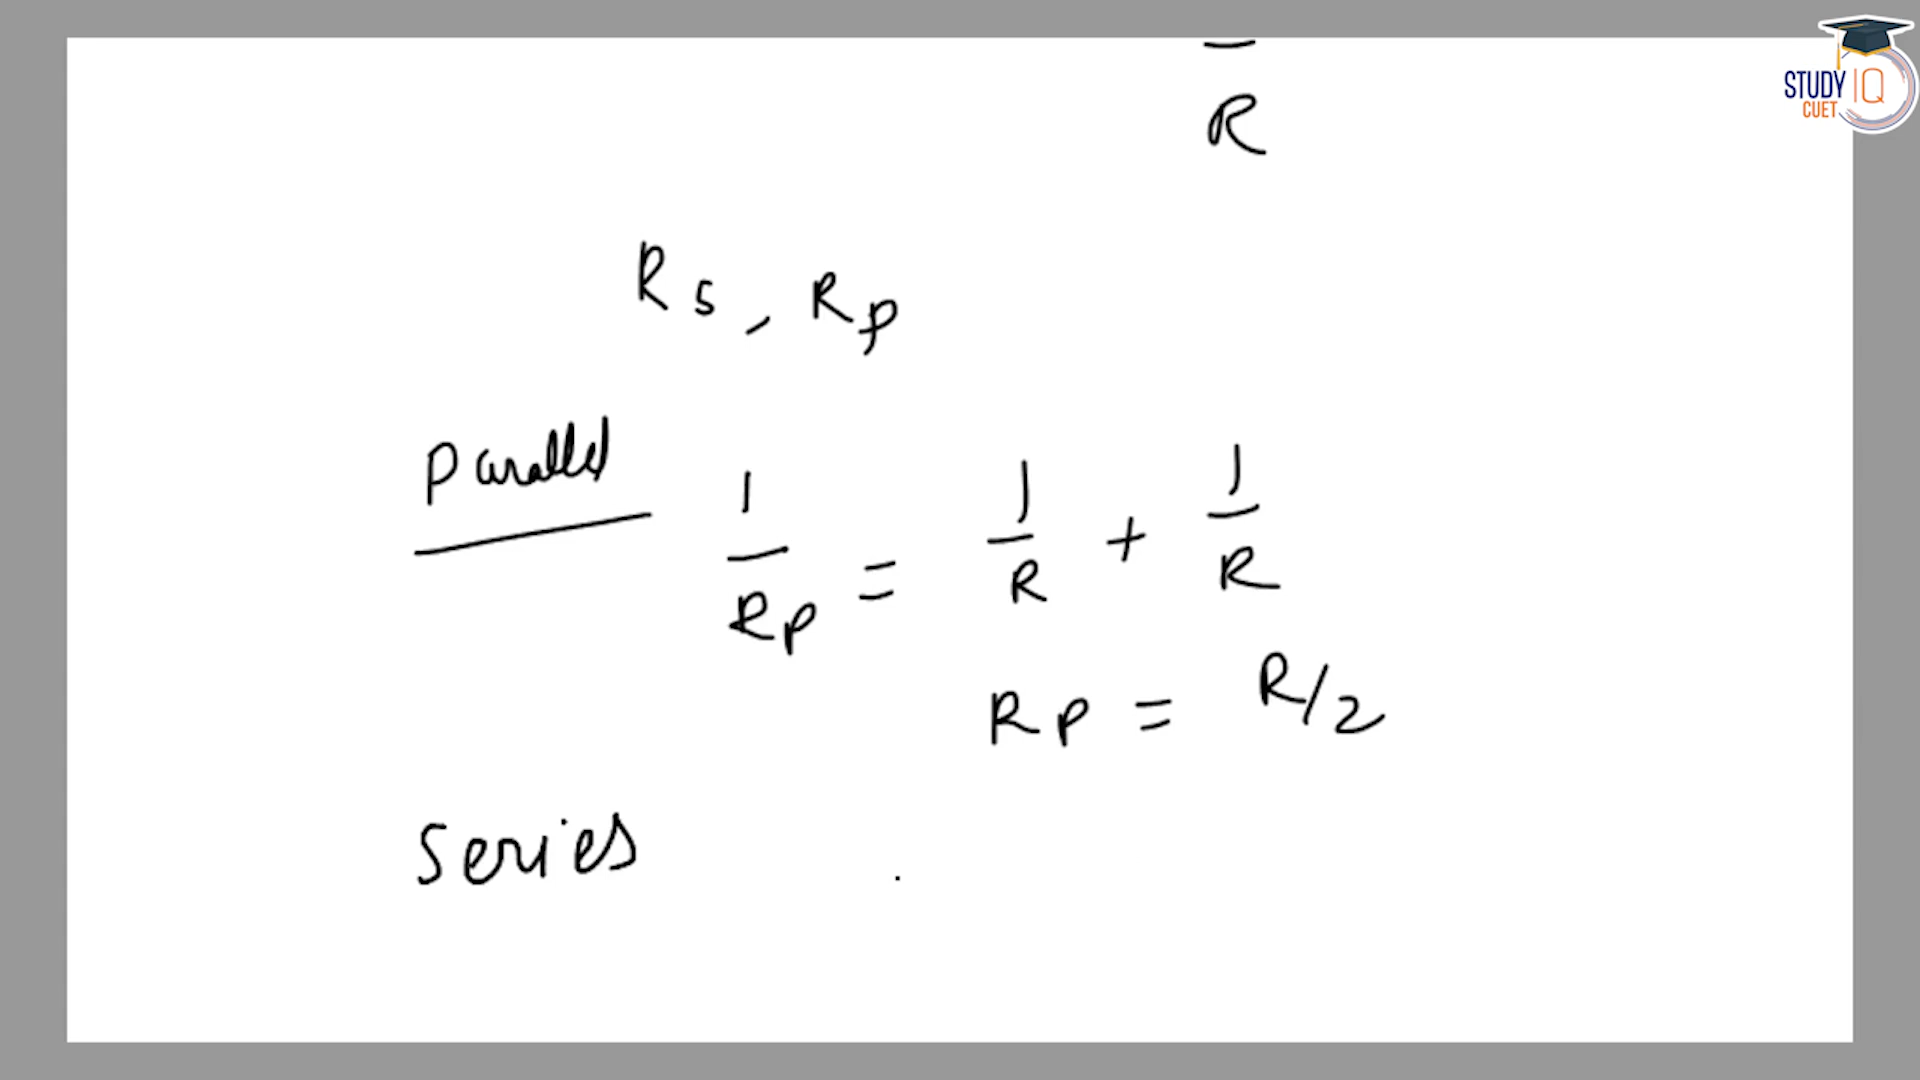 STUDY IQ
CUET
R
Rs, Rp
Parallel
1/Rp = 1/R + 1/R
Rp = R/2
Series